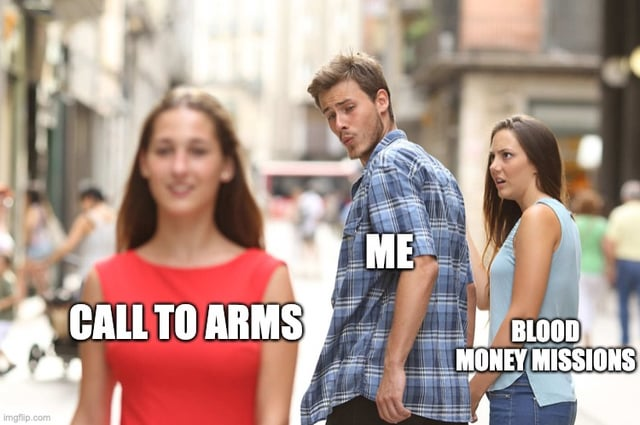 ME
CALL TO ARMS
BLOOD
MONEY MISSIONS
imgflip.com